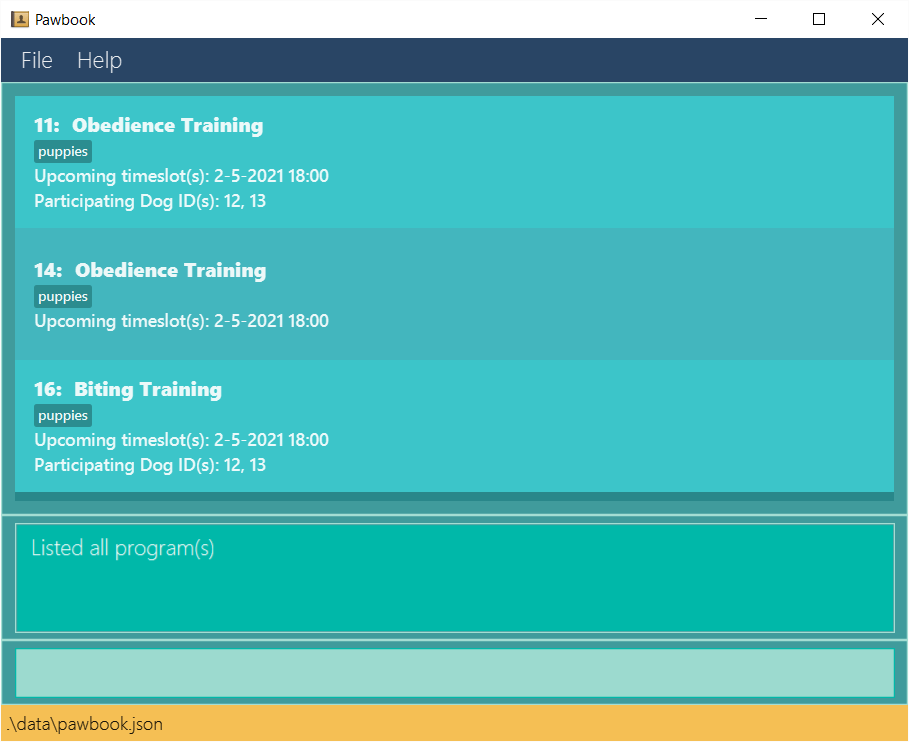 Pawbook
File Help
11: Obedience Training
puppies
Upcoming timeslot(s): 2-5-2021 18:00
Participating Dog ID(s): 12, 13
14: Obedience Training
puppies
Upcoming timeslot(s): 2-5-2021 18:00
16: Biting Training
puppies
Upcoming timeslot(s): 2-5-2021 18:00
Participating Dog ID(s): 12, 13
Listed all program(s)
.\data\pawbook.json